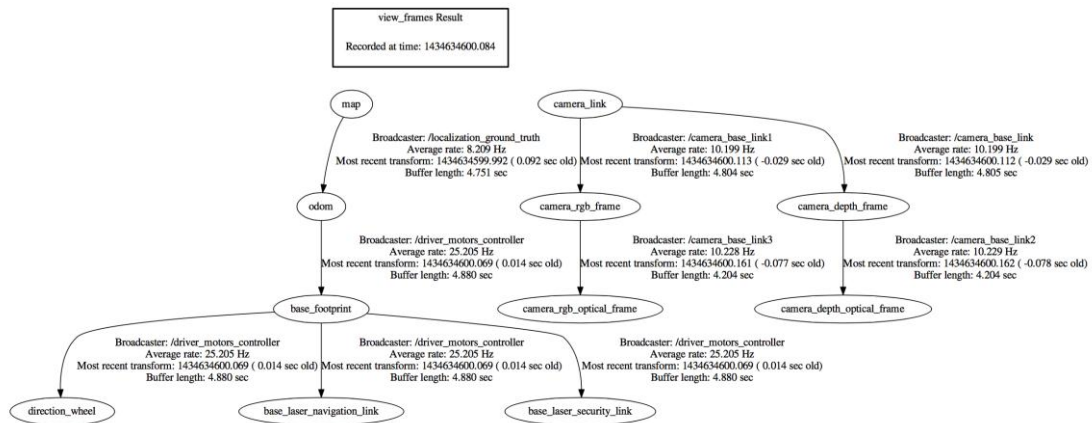 view_frames Result
Recorded at time: 1434634600.084
map
camera_link
Broadcaster: /localization_ground_truth
Average rate: 8.209 Hz
Most recent transform: 1434634599.992 ( 0.092 sec old)
Buffer length: 4.751 sec
Broadcaster: /camera_base_link1
Average rate: 10.199 Hz
Most recent transform: 1434634600.113 ( -0.029 sec old)
Buffer length: 4.804 sec
Broadcaster: /camera_base_link
Average rate: 10.199 Hz
Most recent transform: 1434634600.112 ( -0.029 sec old)
Buffer length: 4.805 sec
odom
camera_rgb_frame
camera_depth_frame
Broadcaster: /driver_motors_controller
Average rate: 25.205 Hz
Most recent transform: 1434634600.069 ( 0.014 sec old)
Buffer length: 4.880 sec
Broadcaster: /camera_base_link3
Average rate: 10.228 Hz
Most recent transform: 1434634600.161 ( -0.077 sec old)
Buffer length: 4.204 sec
Broadcaster: /camera_base_link2
Average rate: 10.229 Hz
Most recent transform: 1434634600.162 ( -0.078 sec old)
Buffer length: 4.204 sec
base_footprint
camera_rgb_optical_frame
camera_depth_optical_frame
Broadcaster: /driver_motors_controller
Average rate: 25.205 Hz
Most recent transform: 1434634600.069 ( 0.014 sec old)
Buffer length: 4.880 sec
Broadcaster: /driver_motors_controller
Average rate: 25.205 Hz
Most recent transform: 1434634600.069 ( 0.014 sec old)
Buffer length: 4.880 sec
Broadcaster: /driver_motors_controller
Average rate: 25.205 Hz
Most recent transform: 1434634600.069 ( 0.014 sec old)
Buffer length: 4.880 sec
direction_wheel
base_laser_navigation_link
base_laser_security_link